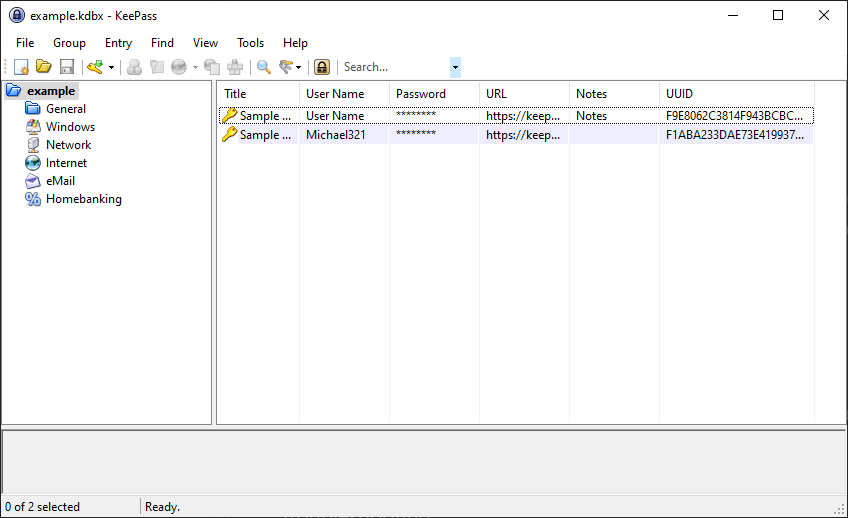 example.kdbx - KeePass
File Group Entry Find View Tools Help
Search...
example
General
Windows
Network
Internet
eMail
Homebanking
Title User Name Password URL Notes UUID
Sample ... User Name ******** https://keep... Notes F9E8062C3814F943BCBC...
Sample ... Michael321 ******** https://keep... F1ABA233DAE73E419937...
0 of 2 selected Ready.